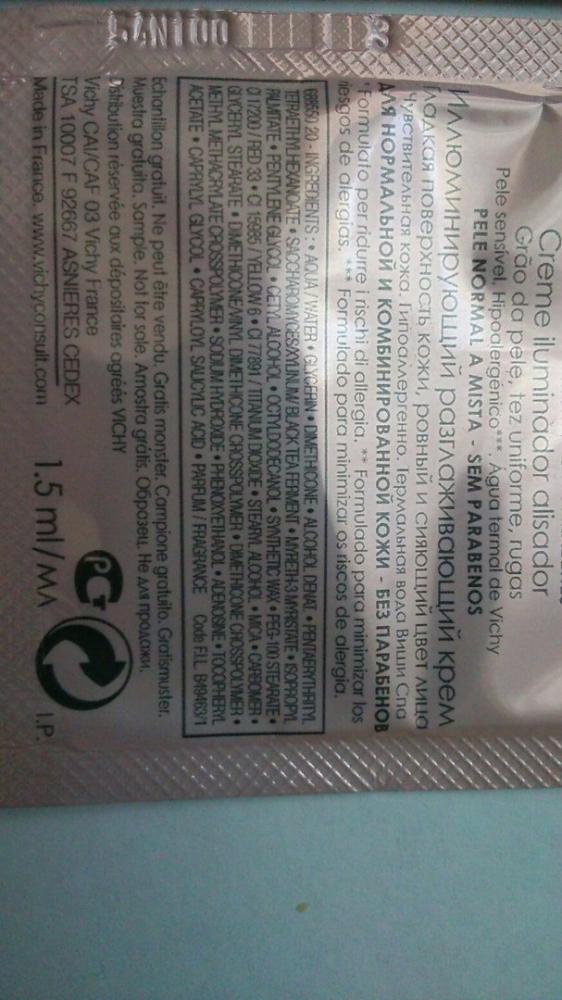 Creme iluminador alisador
Grão da pele, tez uniforme, rugas
Pele sensível. Hipoalergénico*** Água termal de Vichy
PELE NORMAL A MISTA - SEM PARABENOS
Иллюминирующий разглаживающий крем
Гладкая поверхность кожи, ровный и сияющий цвет лица
Чувствительная кожа. Гипоаллергенно. Термальная вода Виши Спа
ДЛЯ НОРМАЛЬНОЙ И КОМБИНИРОВАННОЙ КОЖИ - БЕЗ ПАРАБЕНОВ
*Formulato per ridurre i rischi d'allergia. ** Formulado para minimizar los
riesgos de alergias. *** Formulado para minimizar os riscos de alergia.
688550 20 - INGREDIENTS: • AQUA / WATER • GLYCERIN • DIMETHICONE • ALCOHOL DENAT. • PENTAERYTHRITYL
TETRAETHYLHEXANOATE • SACCHAROMYCES/XYLINUM BLACK TEA FERMENT • MYRETH-3 MYRISTATE • ISOPROPYL
PALMITATE • PENTYLENE GLYCOL • CETYL ALCOHOL • OCTYLDODECANOL • SYNTHETIC WAX • PEG-100 STEARATE •
CI 17200 / RED 33 • CI 15985 / YELLOW 6 • CI 77891 / TITANIUM DIOXIDE • STEARYL ALCOHOL • MICA • CARBOMER •
GLYCERYL STEARATE • DIMETHICONE/VINYL DIMETHICONE CROSSPOLYMER • DIMETHICONE CROSSPOLYMER •
METHYL METHACRYLATE CROSSPOLYMER • SODIUM HYDROXIDE • PHENOXYETHANOL • ADENOSINE • TOCOPHERYL
ACETATE • CAPRYLYL GLYCOL • CAPRYLOYL SALICYLIC ACID • PARFUM / FRAGRANCE Code F.I.L. B49463/1
Echantillon gratuit. Ne peut être vendu. Gratis monster. Campione gratuito. Gratismuster.
Muestra gratuita. Sample. Not for sale. Amostra grátis. Образец. Не для продажи.
Distribution réservée aux dépositaires agréés VICHY
Vichy CAI/CAF 03 Vichy France
TSA 10007 F 92667 ASNIERES CEDEX
Made in France. www.vichyconsult.com 1.5 ml/мл I.P.
РСТ